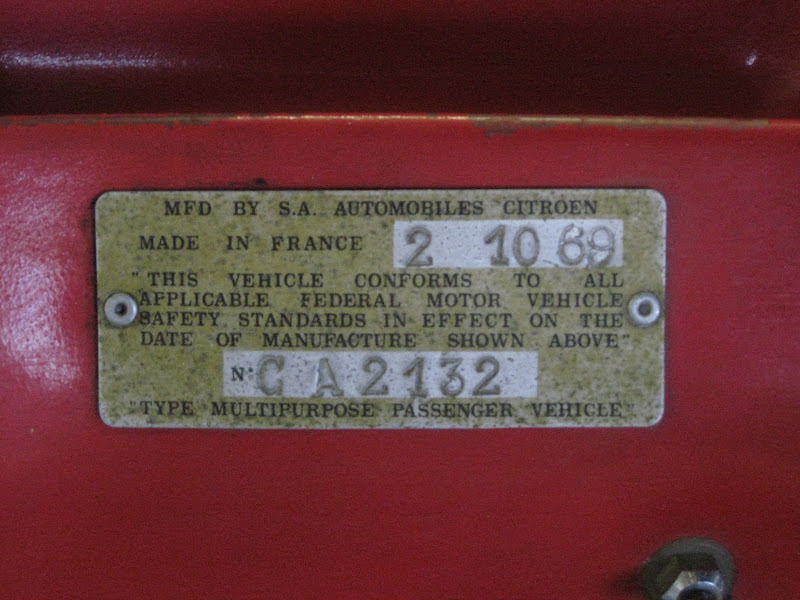 MFD BY S.A. AUTOMOBILES CITROEN
MADE IN FRANCE 2 10 69
"THIS VEHICLE CONFORMS TO ALL
APPLICABLE FEDERAL MOTOR VEHICLE
SAFETY STANDARDS IN EFFECT ON THE
DATE OF MANUFACTURE SHOWN ABOVE"
N° CA2132
"TYPE MULTIPURPOSE PASSENGER VEHICLE"